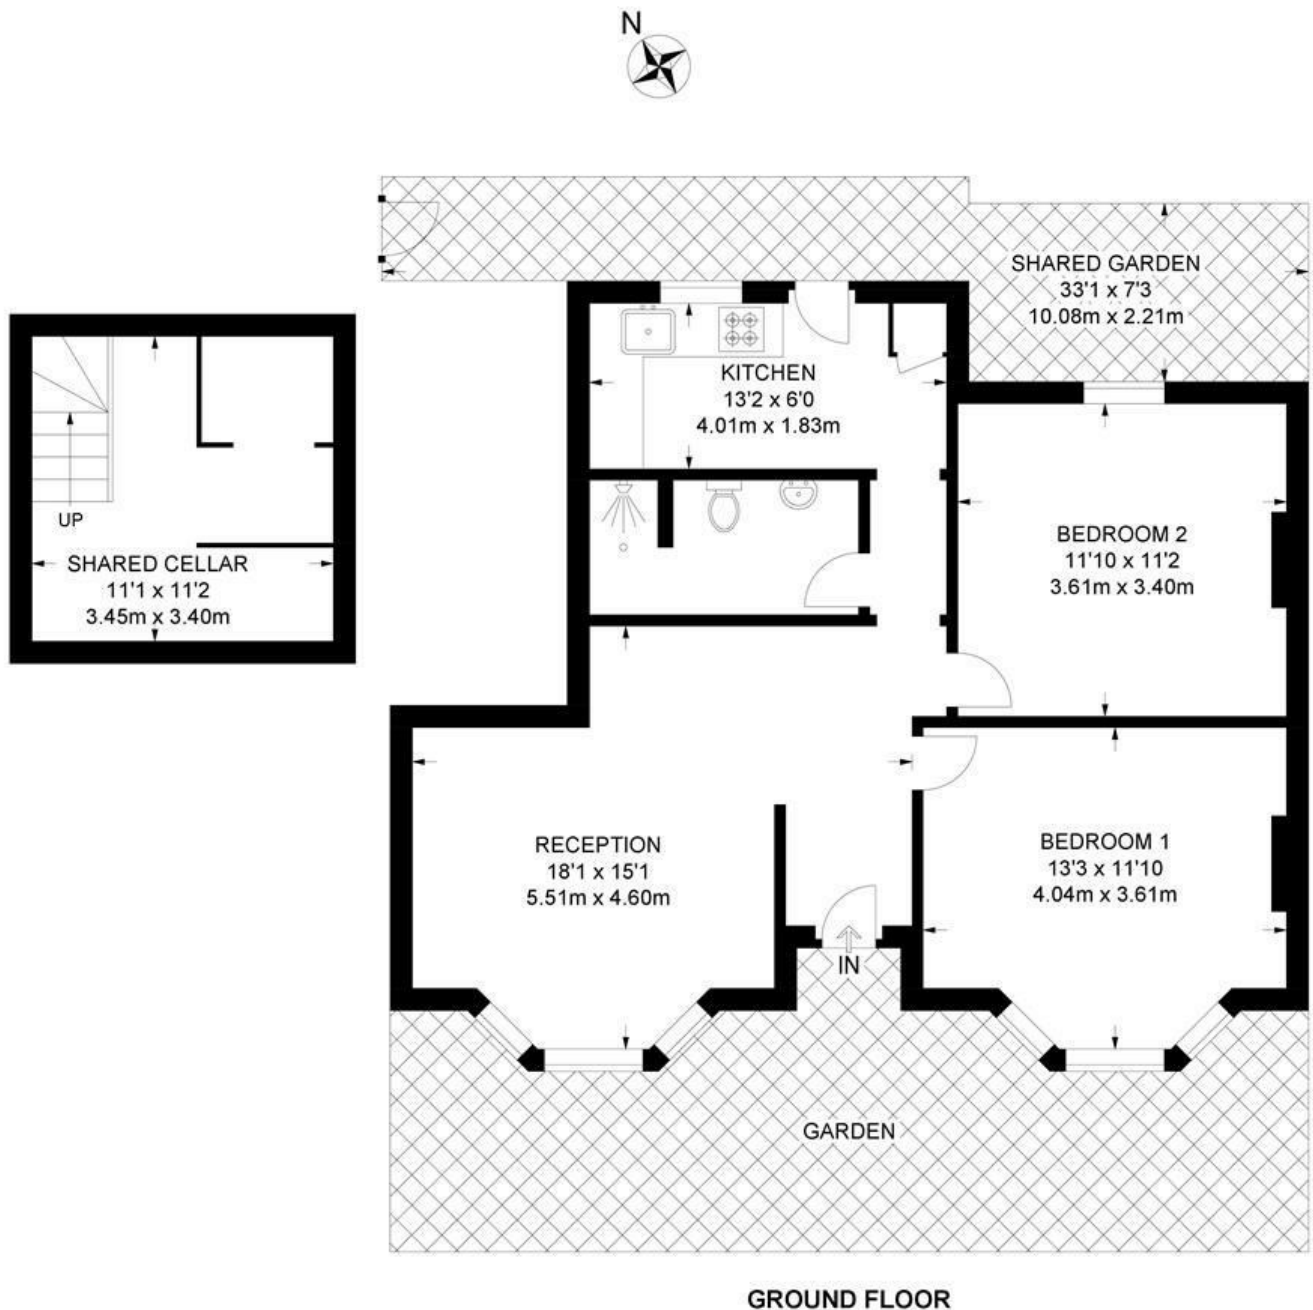 N
SHARED GARDEN
33'1 x 7'3
10.08m x 2.21m
KITCHEN
13'2 x 6'0
4.01m x 1.83m
UP
SHARED CELLAR
11'1 x 11'2
3.45m x 3.40m
BEDROOM 2
11'10 x 11'2
3.61m x 3.40m
RECEPTION
18'1 x 15'1
5.51m x 4.60m
BEDROOM 1
13'3 x 11'10
4.04m x 3.61m
IN
GARDEN
GROUND FLOOR